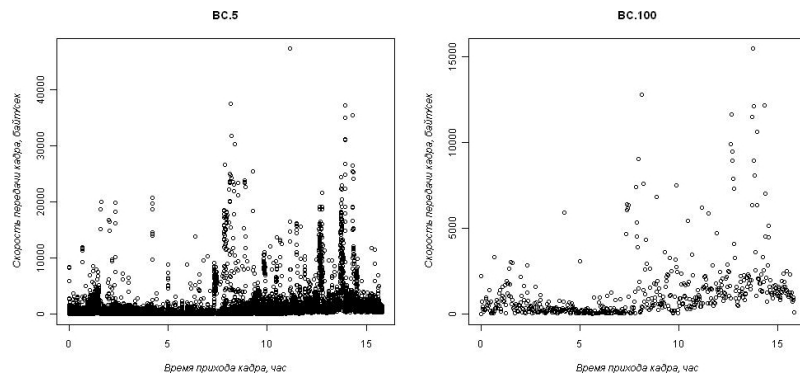 BC.5
Скорость передачи кадра, байт/сек
40000
30000
20000
10000
0
0
5
10
15
Время прихода кадра, час
BC.100
Скорость передачи кадра, байт/сек
15000
10000
5000
0
0
5
10
15
Время прихода кадра, час